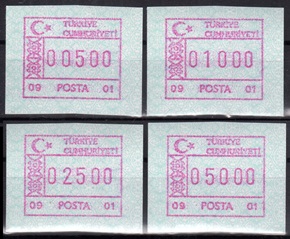 TÜRKİYE
CUMHURİYETİ
00500
09 POSTA 01
TÜRKİYE
CUMHURİYETİ
01000
09 POSTA 01
TÜRKİYE
CUMHURİYETİ
02500
09 POSTA 01
TÜRKİYE
CUMHURİYETİ
05000
09 POSTA 01